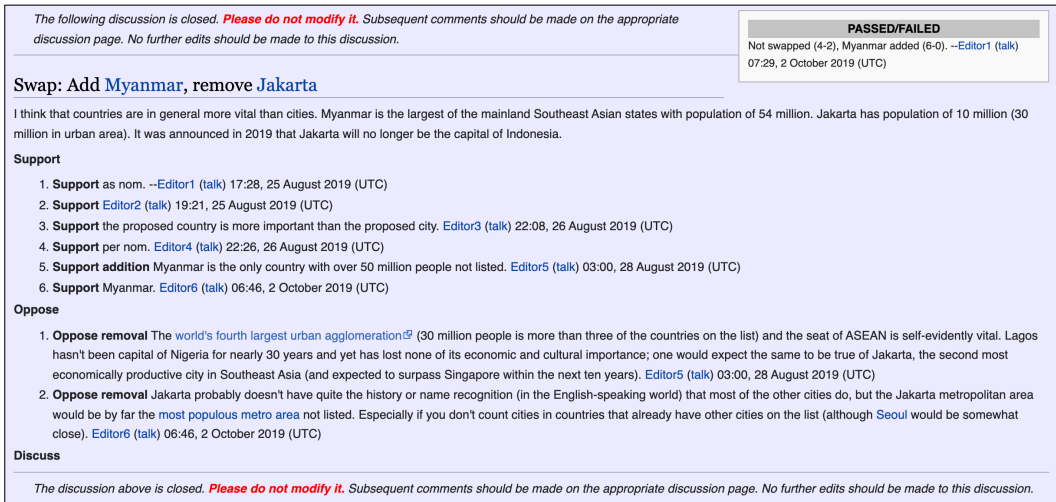 The following discussion is closed. Please do not modify it. Subsequent comments should be made on the appropriate
discussion page. No further edits should be made to this discussion.
PASSED/FAILED
Not swapped (4-2), Myanmar added (6-0). --Editor1 (talk)
07:29, 2 October 2019 (UTC)
Swap: Add Myanmar, remove Jakarta
I think that countries are in general more vital than cities. Myanmar is the largest of the mainland Southeast Asian states with population of 54 million. Jakarta has population of 10 million (30
million in urban area). It was announced in 2019 that Jakarta will no longer be the capital of Indonesia.
Support
1. Support as nom. --Editor1 (talk) 17:28, 25 August 2019 (UTC)
2. Support Editor2 (talk) 19:21, 25 August 2019 (UTC)
3. Support the proposed country is more important than the proposed city. Editor3 (talk) 22:08, 26 August 2019 (UTC)
4. Support per nom. Editor4 (talk) 22:26, 26 August 2019 (UTC)
5. Support addition Myanmar is the only country with over 50 million people not listed. Editor5 (talk) 03:00, 28 August 2019 (UTC)
6. Support Myanmar. Editor6 (talk) 06:46, 2 October 2019 (UTC)
Oppose
1. Oppose removal The world's fourth largest urban agglomeration (30 million people is more than three of the countries on the list) and the seat of ASEAN is self-evidently vital. Lagos
hasn't been capital of Nigeria for nearly 30 years and yet has lost none of its economic and cultural importance; one would expect the same to be true of Jakarta, the second most
economically productive city in Southeast Asia (and expected to surpass Singapore within the next ten years). Editor5 (talk) 03:00, 28 August 2019 (UTC)
2. Oppose removal Jakarta probably doesn't have quite the history or name recognition (in the English-speaking world) that most of the other cities do, but the Jakarta metropolitan area
would be by far the most populous metro area not listed. Especially if you don't count cities in countries that already have other cities on the list (although Seoul would be somewhat
close). Editor6 (talk) 06:46, 2 October 2019 (UTC)
Discuss
The discussion above is closed. Please do not modify it. Subsequent comments should be made on the appropriate discussion page. No further edits should be made to this discussion.